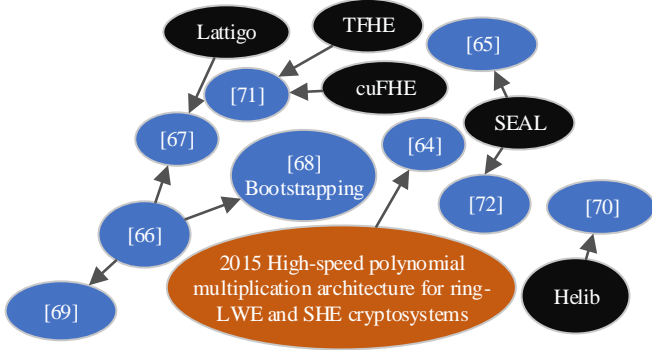 Lattigo
TFHE
[65]
[71]
cuFHE
[67]
[64]
SEAL
[68]
Bootstrapping
[72]
[70]
[66]
2015 High-speed polynomial
multiplication architecture for ring-
LWE and SHE cryptosystems
Helib
[69]